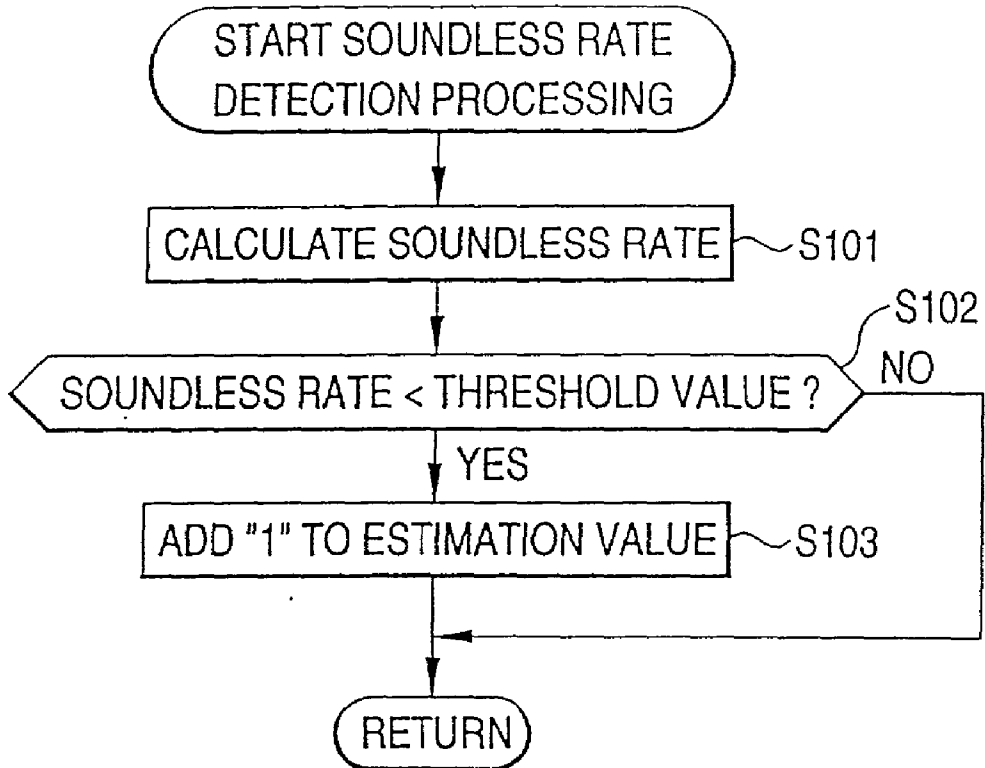 START SOUNDLESS RATE
DETECTION PROCESSING
CALCULATE SOUNDLESS RATE
S101
S102
SOUNDLESS RATE < THRESHOLD VALUE ?
NO
YES
ADD "1" TO ESTIMATION VALUE
S103
RETURN